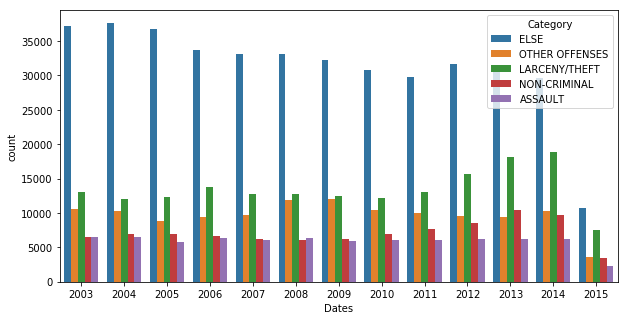 Category
ELSE
OTHER OFFENSES
LARCENY/THEFT
NON-CRIMINAL
ASSAULT
35000
30000
25000
20000
15000
10000
5000
0
count
2003 2004 2005 2006 2007 2008 2009 2010 2011 2012 2013 2014 2015
Dates